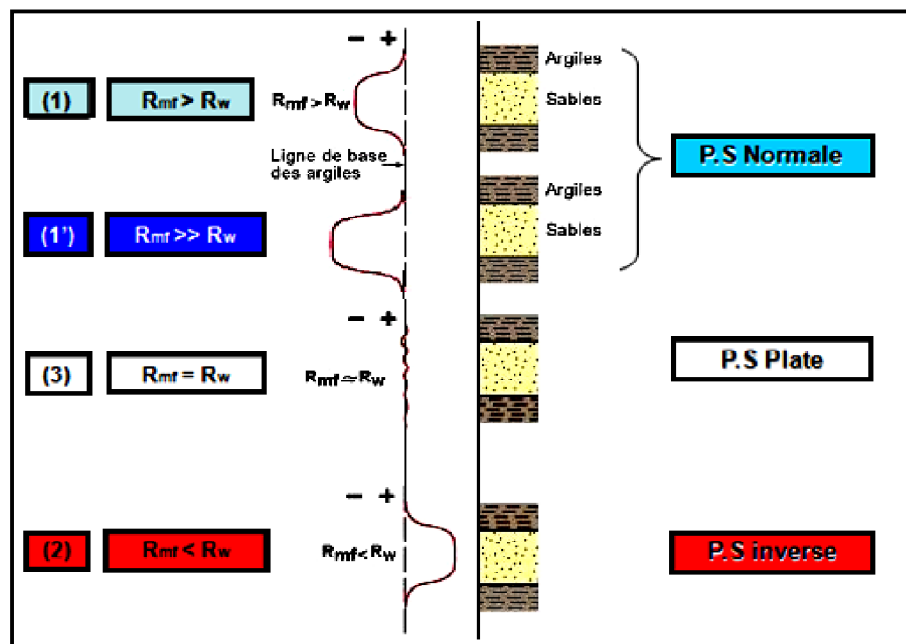 − +
Argiles
(1)
Rmf > Rw
Rmf > Rw
Sables
P.S Normale
Ligne de base
des argiles
Argiles
(1')
Rmf >> Rw
Sables
− +
(3)
Rmf = Rw
Rmf = Rw
P.S Plate
− +
(2)
Rmf < Rw
Rmf < Rw
P.S inverse